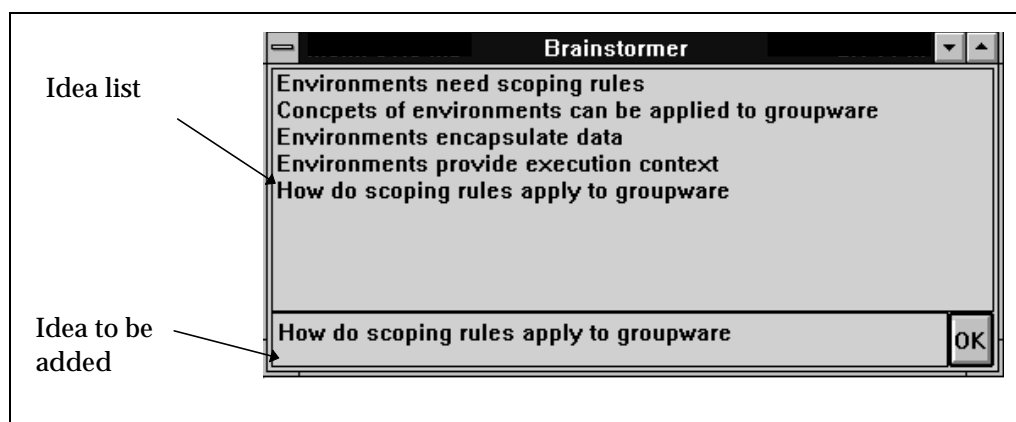 Brainstormer
Idea list
Environments need scoping rules
Concpets of environments can be applied to groupware
Environments encapsulate data
Environments provide execution context
How do scoping rules apply to groupware
Idea to be
added
How do scoping rules apply to groupware
OK